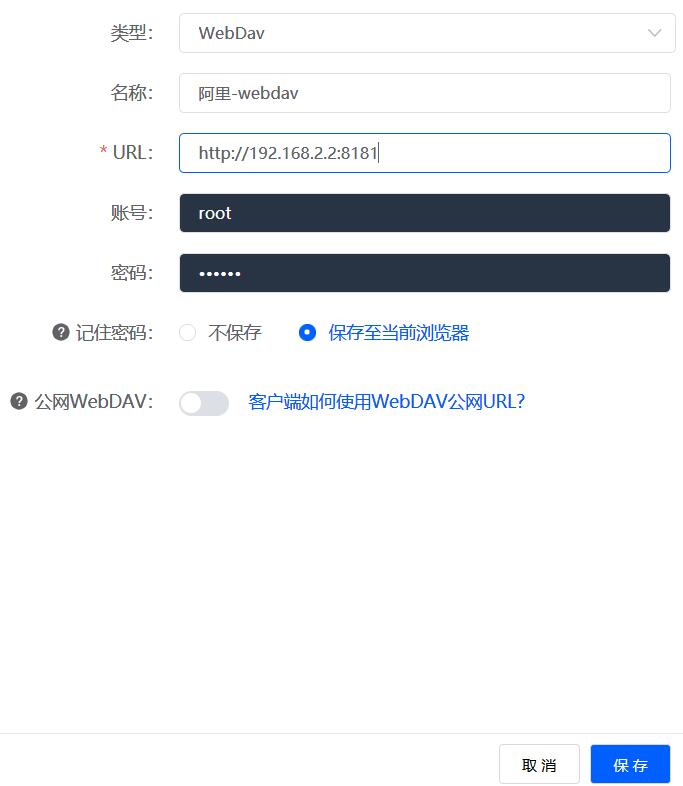 类型： WebDav
名称： 阿里-webdav
* URL： http://192.168.2.2:8181
账号： root
密码： ••••••
? 记住密码： 不保存 保存至当前浏览器
? 公网WebDAV： 客户端如何使用WebDAV公网URL?
取消 保存